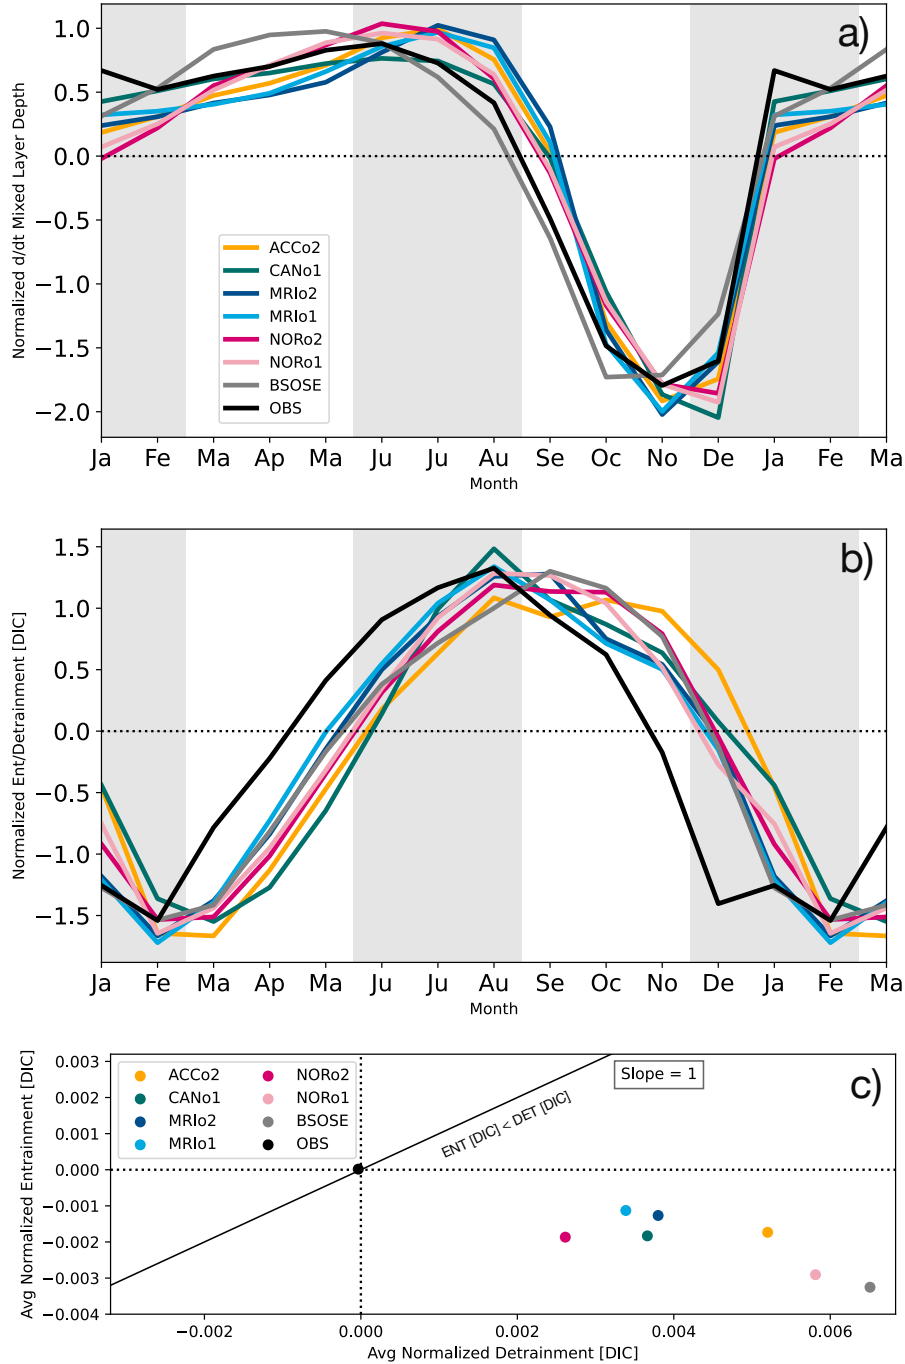 a)
Normalized d/dt Mixed Layer Depth
1.0
0.5
0.0
−0.5
−1.0
−1.5
−2.0
ACCo2
CANo1
MRIo2
MRIo1
NORo2
NORo1
BSOSE
OBS
Ja Fe Ma Ap Ma Ju Ju Au Se Oc No De Ja Fe Ma
Month
b)
Normalized Ent/Detrainment [DIC]
1.5
1.0
0.5
0.0
−0.5
−1.0
−1.5
Ja Fe Ma Ap Ma Ju Ju Au Se Oc No De Ja Fe Ma
Month
c)
Avg Normalized Entrainment [DIC]
0.003
0.002
0.001
0.000
−0.001
−0.002
−0.003
−0.004
ACCo2
CANo1
MRIo2
MRIo1
NORo2
NORo1
BSOSE
OBS
Slope = 1
ENT [DIC] < DET [DIC]
−0.002 0.000 0.002 0.004 0.006
Avg Normalized Detrainment [DIC]